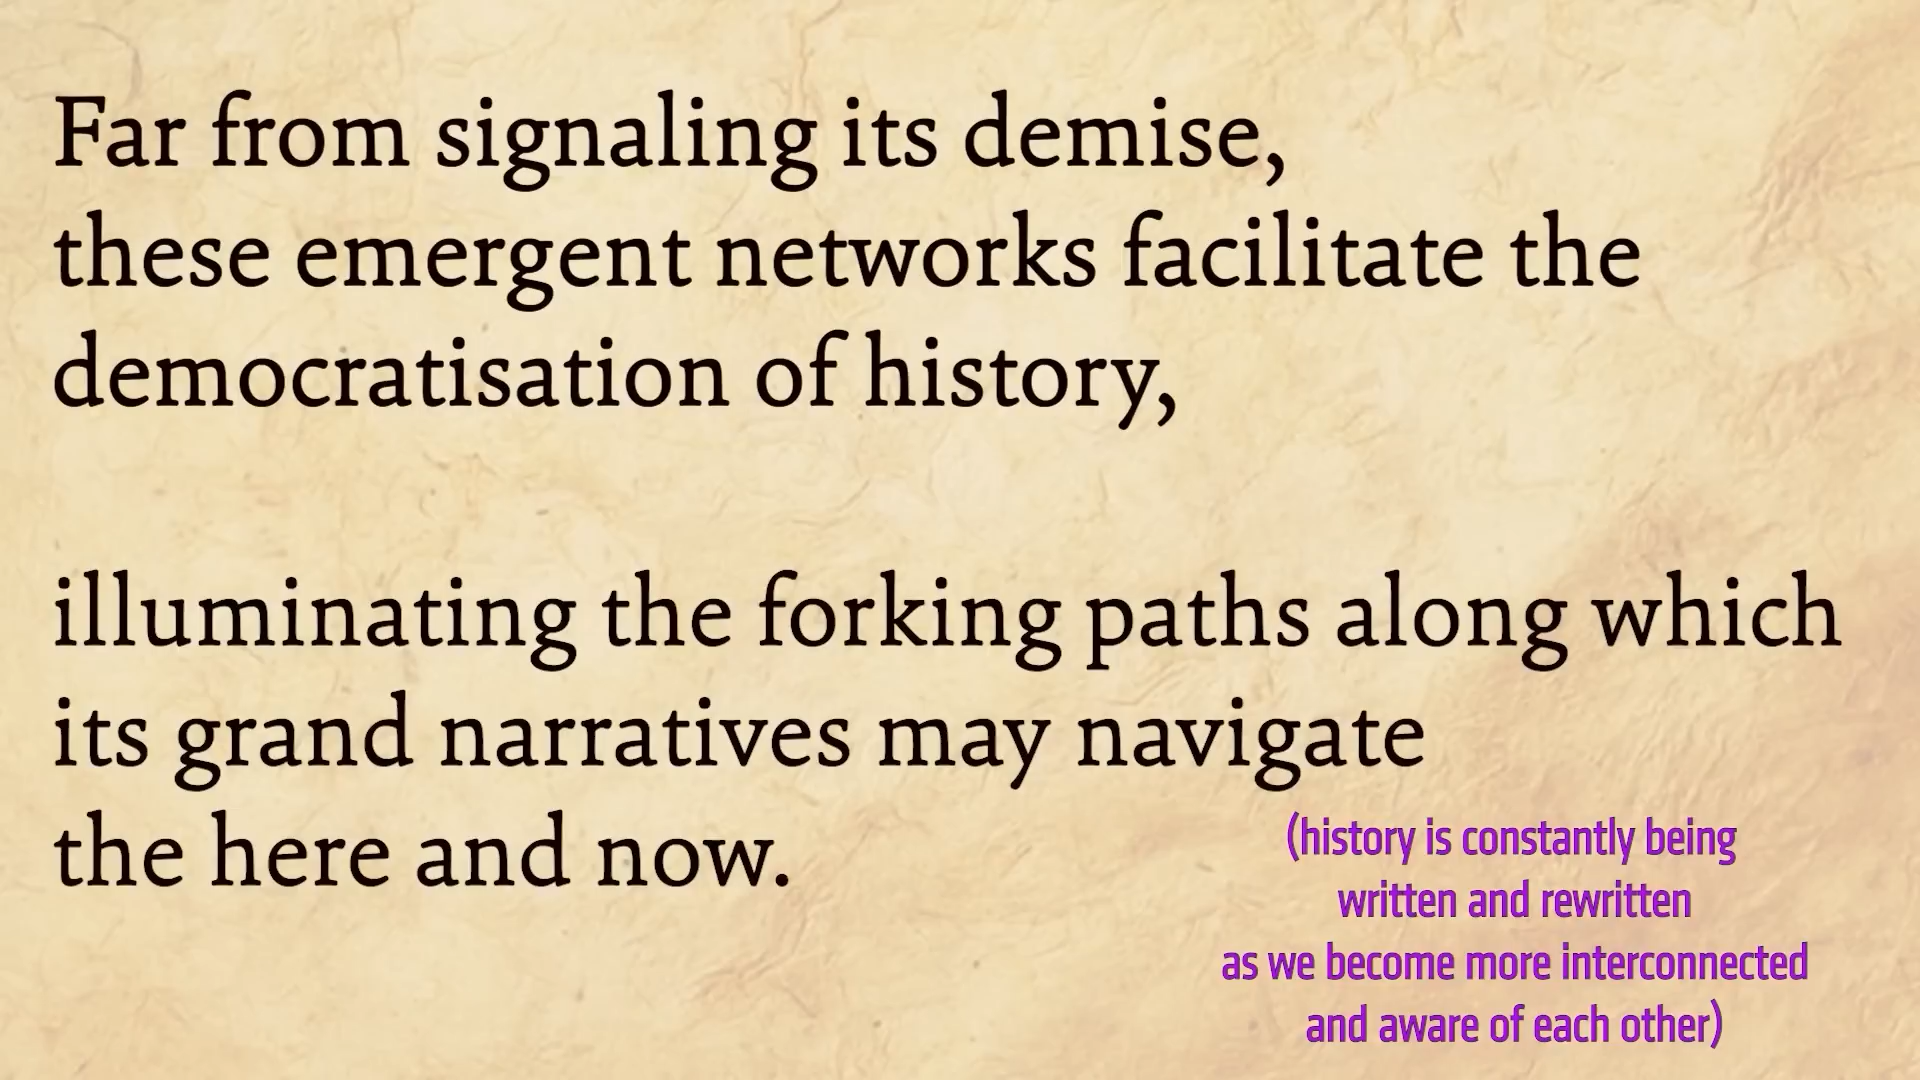 Far from signaling its demise,
these emergent networks facilitate the
democratisation of history,
illuminating the forking paths along which
its grand narratives may navigate
the here and now.
(history is constantly being
written and rewritten
as we become more interconnected
and aware of each other)